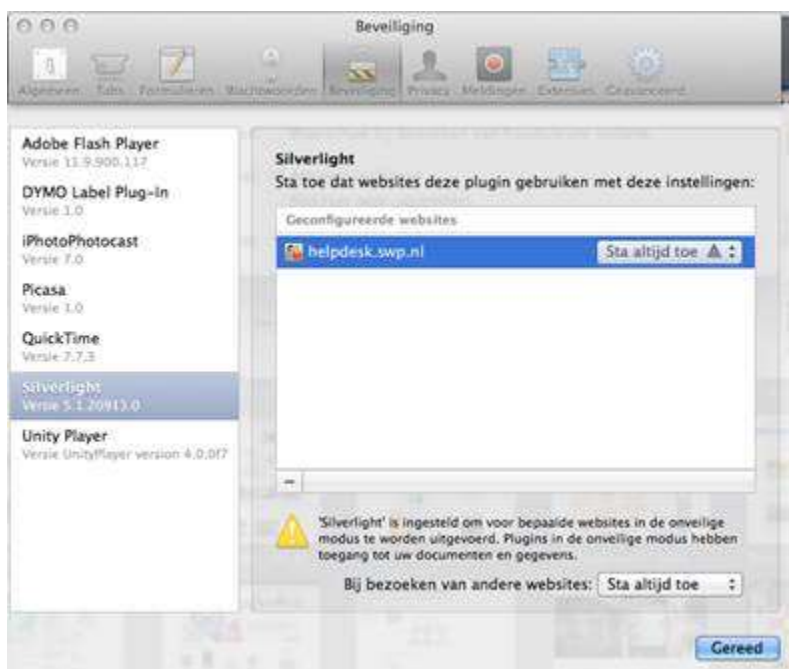 Beveiliging
Algemeen Tabs Formulieren Wachtwoorden Beveiliging Privacy Meldingen Extensies Geavanceerd
Adobe Flash Player
Versie 11.9.900.117
DYMO Label Plug-In
Versie 1.0
iPhotoPhotocast
Versie 7.0
Picasa
Versie 1.0
QuickTime
Versie 7.7.3
Silverlight
Versie 5.1.20913.0
Unity Player
Versie UnityPlayer version 4.0.0f7
Silverlight
Sta toe dat websites deze plugin gebruiken met deze instellingen:
Geconfigureerde websites
helpdesk.swp.nl Sta altijd toe
'Silverlight' is ingesteld om voor bepaalde websites in de onveilige
modus te worden uitgevoerd. Plugins in de onveilige modus hebben
toegang tot uw documenten en gegevens.
Bij bezoeken van andere websites: Sta altijd toe
Gereed